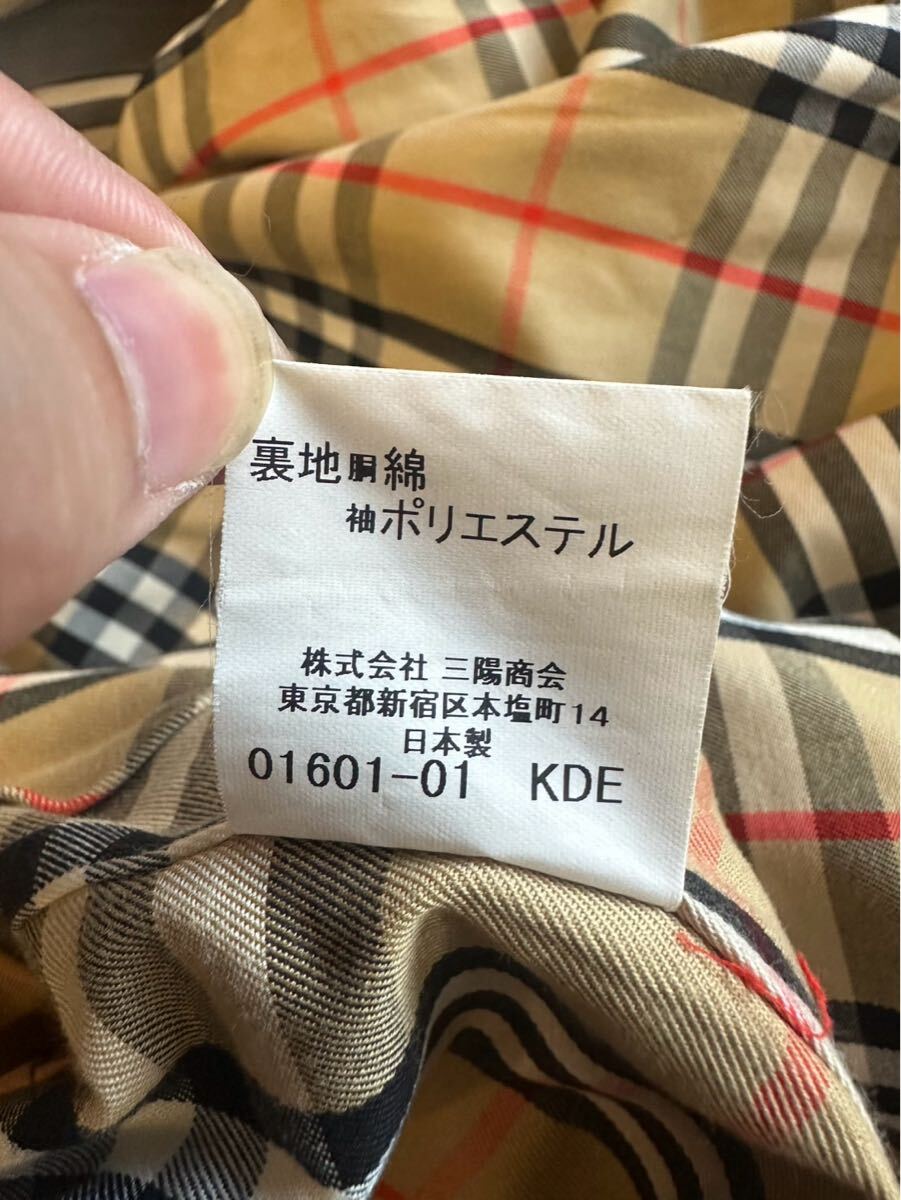 裏地胴綿
袖ポリエステル
株式会社 三陽商会
東京都新宿区本塩町14
日本製
01601-01 KDE